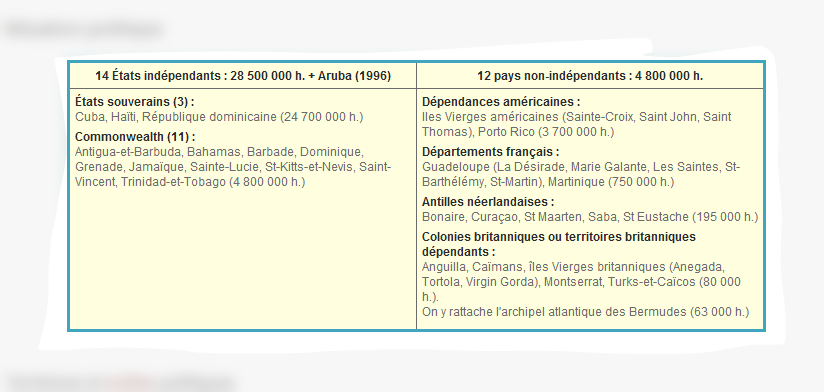 14 États indépendants : 28 500 000 h. + Aruba (1996)
États souverains (3) :
Cuba, Haïti, République dominicaine (24 700 000 h.)
Commonwealth (11) :
Antigua-et-Barbuda, Bahamas, Barbade, Dominique,
Grenade, Jamaïque, Sainte-Lucie, St-Kitts-et-Nevis, Saint-
Vincent, Trinidad-et-Tobago (4 800 000 h.)
12 pays non-indépendants : 4 800 000 h.
Dépendances américaines :
Iles Vierges américaines (Sainte-Croix, Saint John, Saint
Thomas), Porto Rico (3 700 000 h.)
Départements français :
Guadeloupe (La Désirade, Marie Galante, Les Saintes, St-
Barthélémy, St-Martin), Martinique (750 000 h.)
Antilles néerlandaises :
Bonaire, Curaçao, St Maarten, Saba, St Eustache (195 000 h.)
Colonies britanniques ou territoires britanniques
dépendants :
Anguilla, Caïmans, îles Vierges britanniques (Anegada,
Tortola, Virgin Gorda), Montserrat, Turks-et-Caïcos (80 000
h.).
On y rattache l'archipel atlantique des Bermudes (63 000 h.)